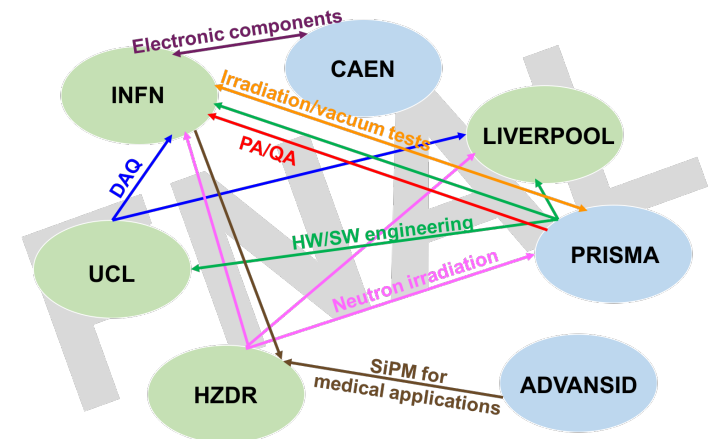 Electronic components
CAEN
INFN
Irradiation/vacuum tests
LIVERPOOL
PA/QA
DAQ
HW/SW engineering
PRISMA
UCL
Neutron irradiation
SiPM for
medical applications
ADVANSID
HZDR